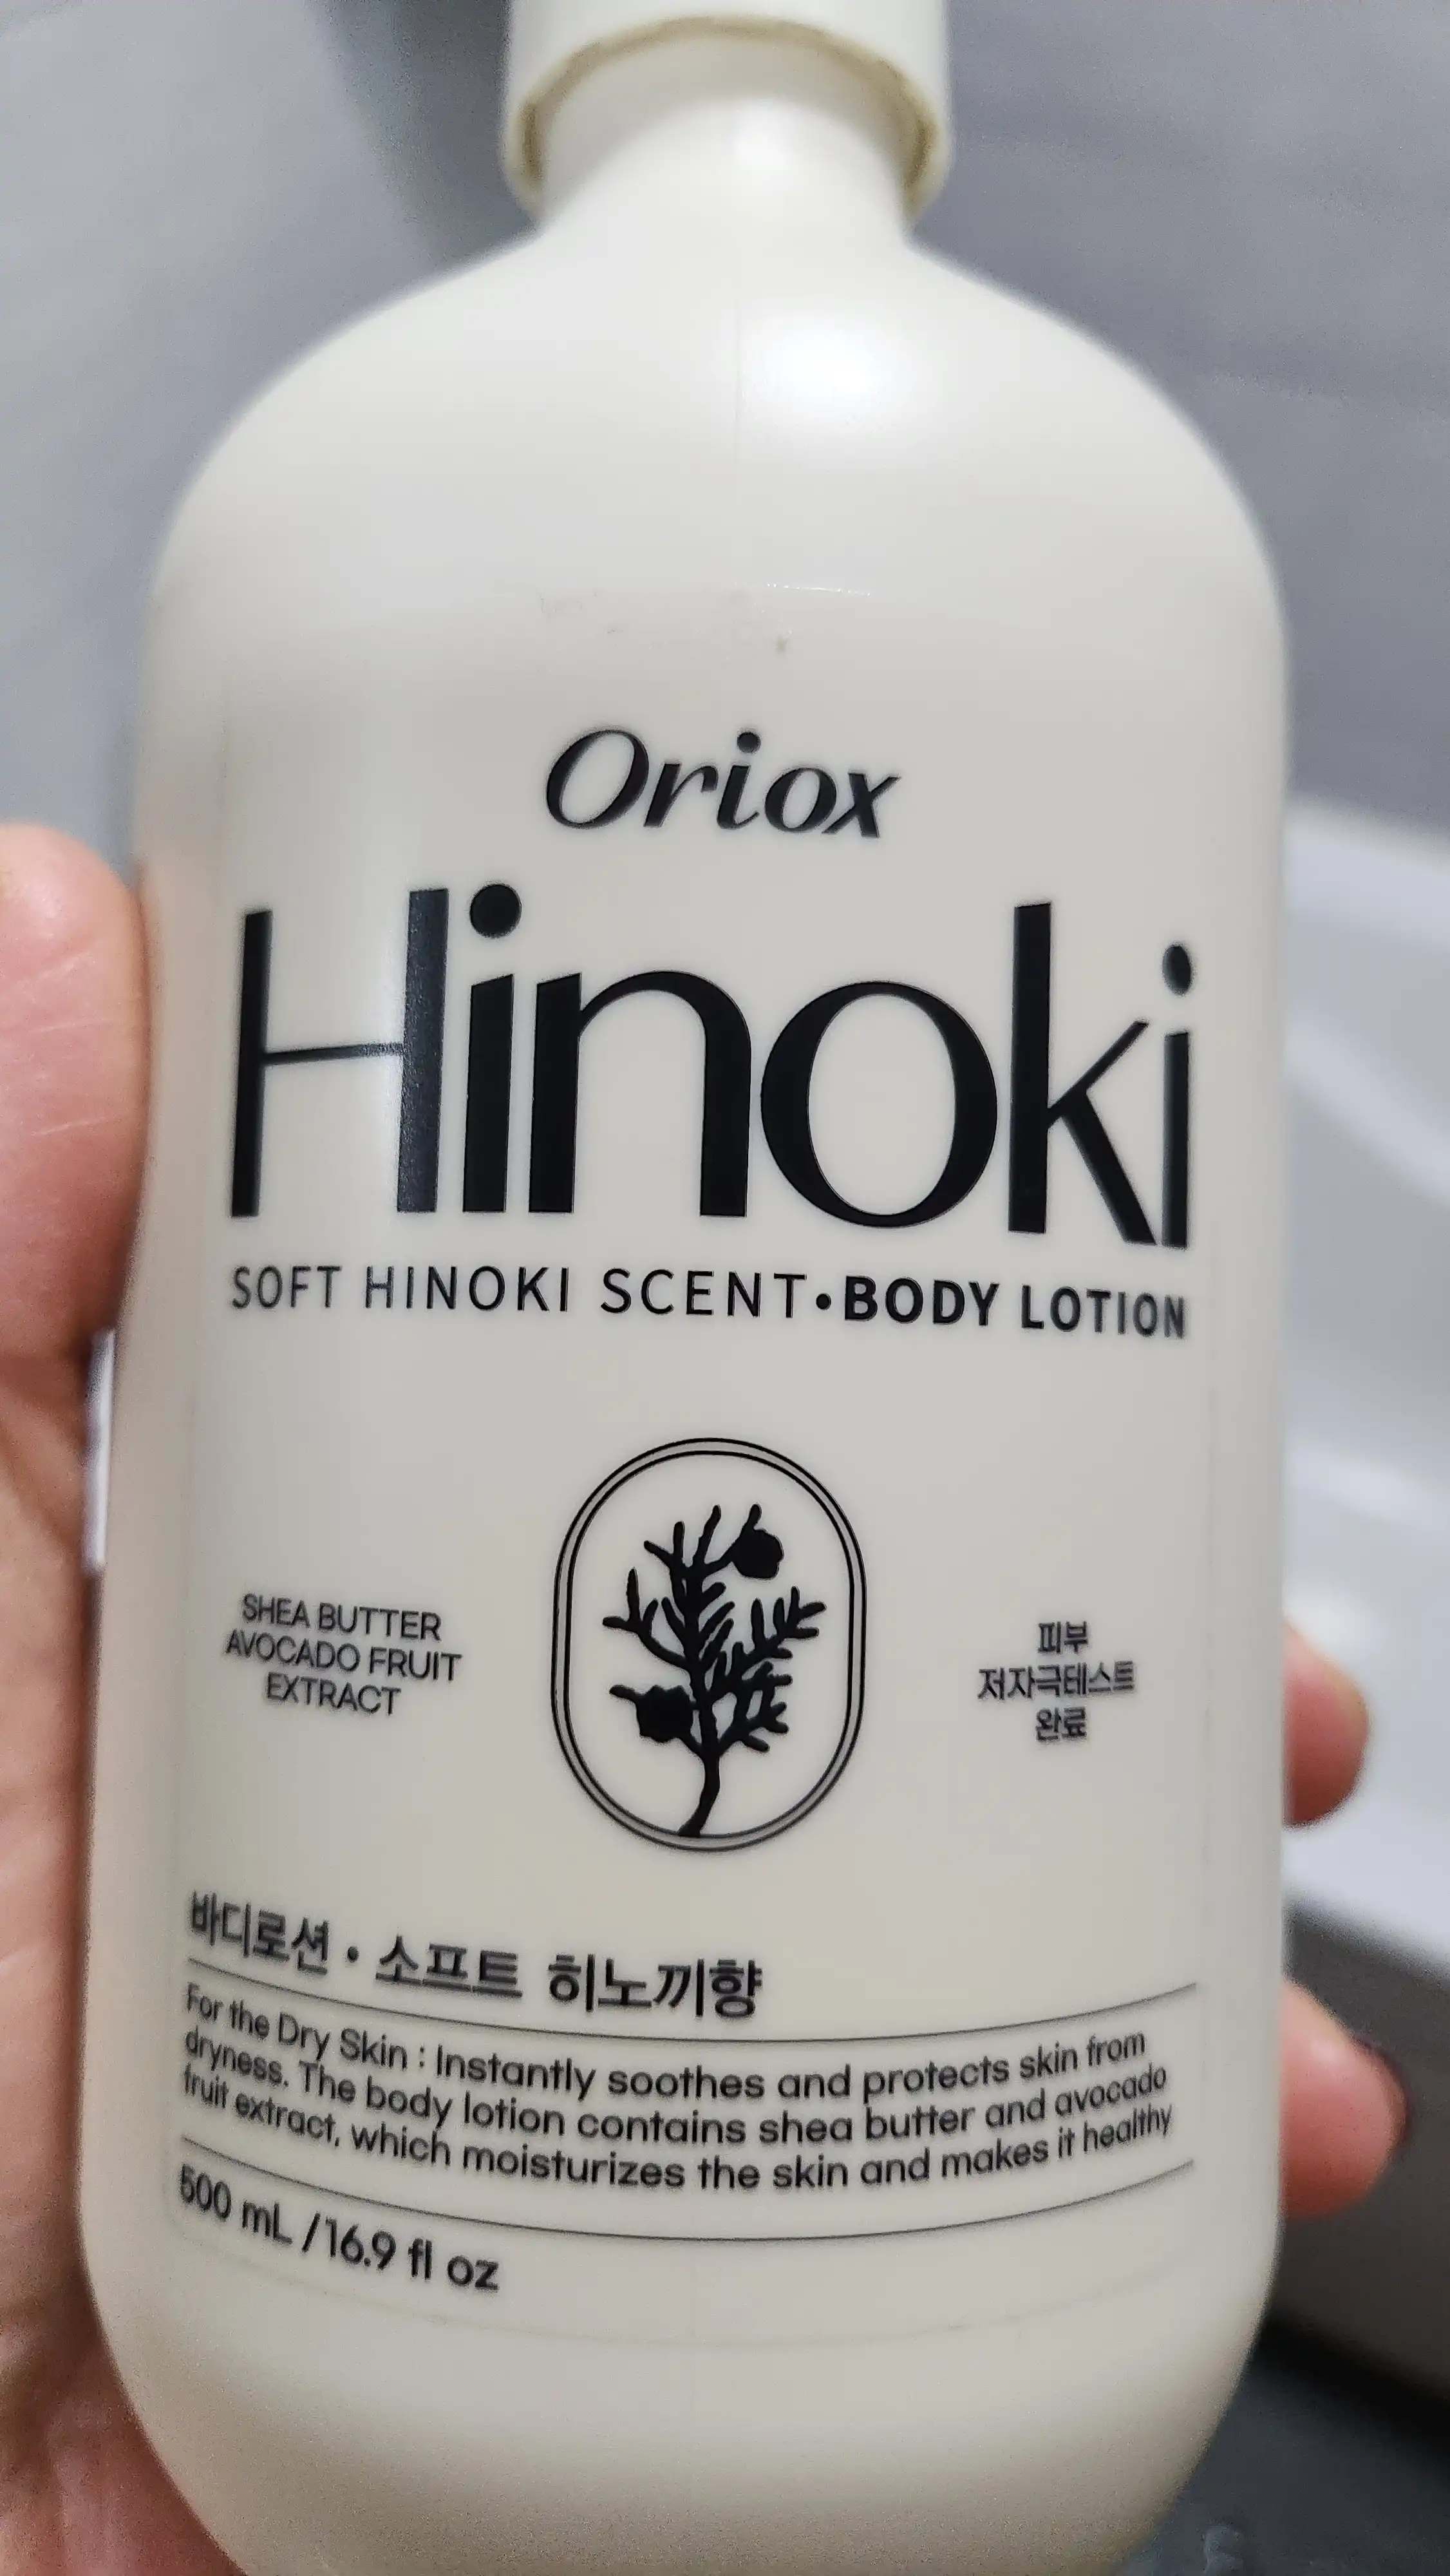 Oriox
Hinoki
SOFT HINOKI SCENT•BODY LOTION
SHEA BUTTER
AVOCADO FRUIT
EXTRACT
피부
저자극테스트
완료
바디로션 • 소프트 히노끼향
For the Dry Skin : Instantly soothes and protects skin from
dryness. The body lotion contains shea butter and avocado
fruit extract, which moisturizes the skin and makes it healthy
500 mL /16.9 fl oz